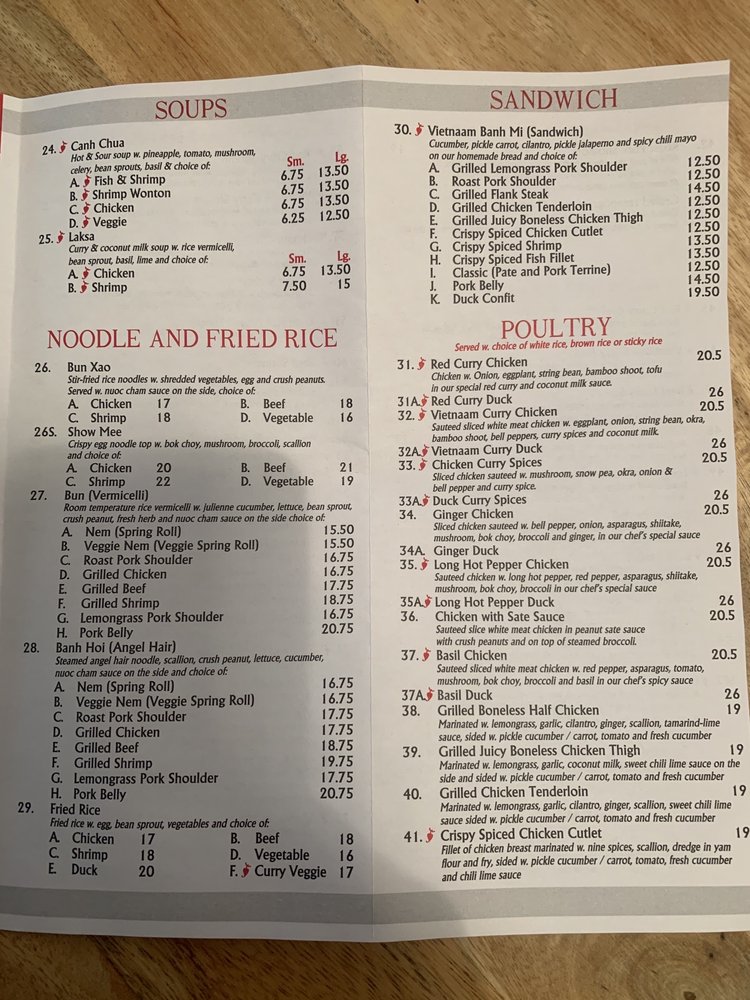 SOUPS
24. Canh Chua
Hot & Sour soup w. pineapple, tomato, mushroom,
celery, bean sprouts, basil & choice of: Sm. Lg.
A. Fish & Shrimp 6.75 13.50
B. Shrimp Wonton 6.75 13.50
C. Chicken 6.75 13.50
D. Veggie 6.25 12.50
25. Laksa
Curry & coconut milk soup w. rice vermicelli,
bean sprout, basil, lime and choice of: Sm. Lg.
A. Chicken 6.75 13.50
B. Shrimp 7.50 15
NOODLE AND FRIED RICE
26. Bun Xao
Stir-fried rice noodles w. shredded vegetables, egg and crush peanuts.
Served w. nuoc cham sauce on the side, choice of:
A. Chicken 17 B. Beef 18
C. Shrimp 18 D. Vegetable 16
26S. Show Mee
Crispy egg noodle top w. bok choy, mushroom, broccoli, scallion
and choice of:
A. Chicken 20 B. Beef 21
C. Shrimp 22 D. Vegetable 19
27. Bun (Vermicelli)
Room temperature rice vermicelli w. julienne cucumber, lettuce, bean sprout,
crush peanut, fresh herb and nuoc cham sauce on the side choice of:
A. Nem (Spring Roll) 15.50
B. Veggie Nem (Veggie Spring Roll) 15.50
C. Roast Pork Shoulder 16.75
D. Grilled Chicken 16.75
E. Grilled Beef 17.75
F. Grilled Shrimp 18.75
G. Lemongrass Pork Shoulder 16.75
H. Pork Belly 20.75
28. Banh Hoi (Angel Hair)
Steamed angel hair noodle, scallion, crush peanut, lettuce, cucumber,
nuoc cham sauce on the side and choice of:
A. Nem (Spring Roll) 16.75
B. Veggie Nem (Veggie Spring Roll) 16.75
C. Roast Pork Shoulder 17.75
D. Grilled Chicken 17.75
E. Grilled Beef 18.75
F. Grilled Shrimp 19.75
G. Lemongrass Pork Shoulder 17.75
H. Pork Belly 20.75
29. Fried Rice
Fried rice w. egg, bean sprout, vegetables and choice of:
A. Chicken 17 B. Beef 18
C. Shrimp 18 D. Vegetable 16
E. Duck 20 F. Curry Veggie 17
SANDWICH
30. Vietnaam Banh Mi (Sandwich)
Cucumber, pickle carrot, cilantro, pickle jalapeno and spicy chili mayo
on our homemade bread and choice of:
A. Grilled Lemongrass Pork Shoulder 12.50
B. Roast Pork Shoulder 12.50
C. Grilled Flank Steak 14.50
D. Grilled Chicken Tenderloin 12.50
E. Grilled Juicy Boneless Chicken Thigh 12.50
F. Crispy Spiced Chicken Cutlet 12.50
G. Crispy Spiced Shrimp 13.50
H. Crispy Spiced Fish Fillet 13.50
I. Classic (Pate and Pork Terrine) 12.50
J. Pork Belly 14.50
K. Duck Confit 19.50
POULTRY
Served w. choice of white rice, brown rice or sticky rice
31. Red Curry Chicken 20.5
Chicken w. Onion, eggplant, string bean, bamboo shoot, tofu
in our special red curry and coconut milk sauce.
31A. Red Curry Duck 26
32. Vietnaam Curry Chicken 20.5
Sauteed sliced white meat chicken w. eggplant, onion, string bean, okra,
bamboo shoot, bell peppers, curry spices and coconut milk.
32A. Vietnaam Curry Duck 26
33. Chicken Curry Spices 20.5
Sliced chicken sauteed w. mushroom, snow pea, okra, onion &
bell pepper and curry spice.
33A. Duck Curry Spices 26
34. Ginger Chicken 20.5
Sliced chicken sauteed w. bell pepper, onion, asparagus, shiitake,
mushroom, bok choy, broccoli and ginger, in our chef's special sauce
34A. Ginger Duck 26
35. Long Hot Pepper Chicken 20.5
Sauteed chicken w. long hot pepper, red pepper, asparagus, shiitake,
mushroom, bok choy, broccoli in our chef's special sauce
35A. Long Hot Pepper Duck 26
36. Chicken with Sate Sauce 20.5
Sauteed slice white meat chicken in peanut sate sauce
with crush peanuts and on top of steamed broccoli.
37. Basil Chicken 20.5
Sauteed sliced white meat chicken w. red pepper, asparagus, tomato,
mushroom, bok choy, broccoli and basil in our chef's spicy sauce
37A. Basil Duck 26
38. Grilled Boneless Half Chicken 19
Marinated w. lemongrass, garlic, cilantro, ginger, scallion, tamarind-lime
sauce, sided w. pickle cucumber / carrot, tomato and fresh cucumber
39. Grilled Juicy Boneless Chicken Thigh 19
Marinated w. lemongrass, garlic, coconut milk, sweet chili lime sauce on the
side and sided w. pickle cucumber / carrot, tomato and fresh cucumber
40. Grilled Chicken Tenderloin 19
Marinated w. lemongrass, garlic, cilantro, ginger, scallion, sweet chili lime
sauce sided w. pickle cucumber / carrot, tomato and fresh cucumber
41. Crispy Spiced Chicken Cutlet 19
Fillet of chicken breast marinated w. nine spices, scallion, dredge in yam
flour and fry, sided w. pickle cucumber / carrot, tomato, fresh cucumber
and chili lime sauce